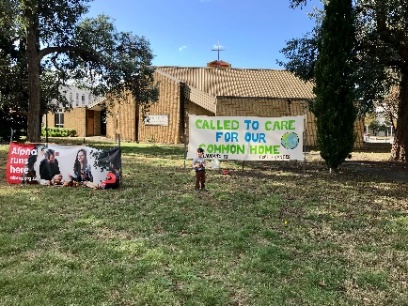 Alpha
runs
here
CALLED TO CARE
FOR OUR
COMMON HOME